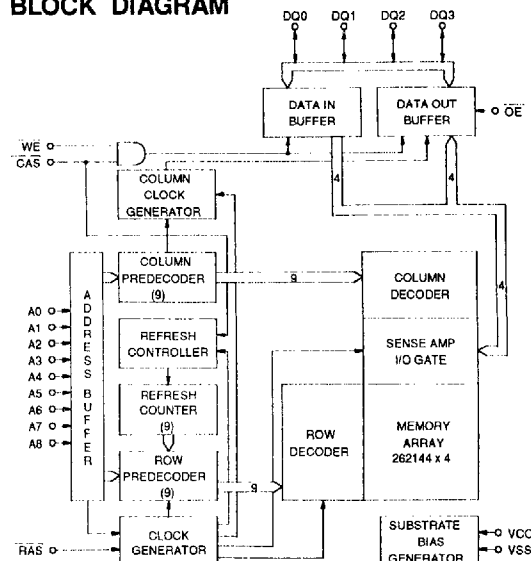 BLOCK DIAGRAM
DQ0 DQ1 DQ2 DQ3
DATA IN
BUFFER
DATA OUT
BUFFER
OE
WE
CAS
4
4
COLUMN
CLOCK
GENERATOR
COLUMN
PREDECODER
(9)
9
COLUMN
DECODER
4
ADDRESS BUFFER
A0
A1
A2
A3
A4
A5
A6
A7
A8
REFRESH
CONTROLLER
SENSE AMP
I/O GATE
REFRESH
COUNTER
(9)
ROW
DECODER
MEMORY
ARRAY
262144 x 4
ROW
PREDECODER
(9)
9
RAS
CLOCK
GENERATOR
SUBSTRATE
BIAS
GENERATOR
VCC
VSS